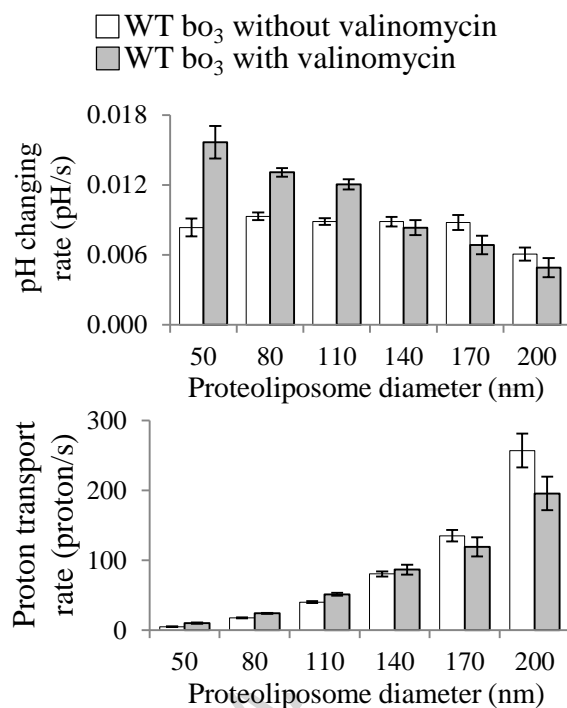 WT bo₃ without valinomycin
WT bo₃ with valinomycin
pH changing
rate (pH/s)
0.018
0.012
0.006
0.000
50 80 110 140 170 200
Proteoliposome diameter (nm)
Proton transport
rate (proton/s)
300
200
100
0
50 80 110 140 170 200
Proteoliposome diameter (nm)